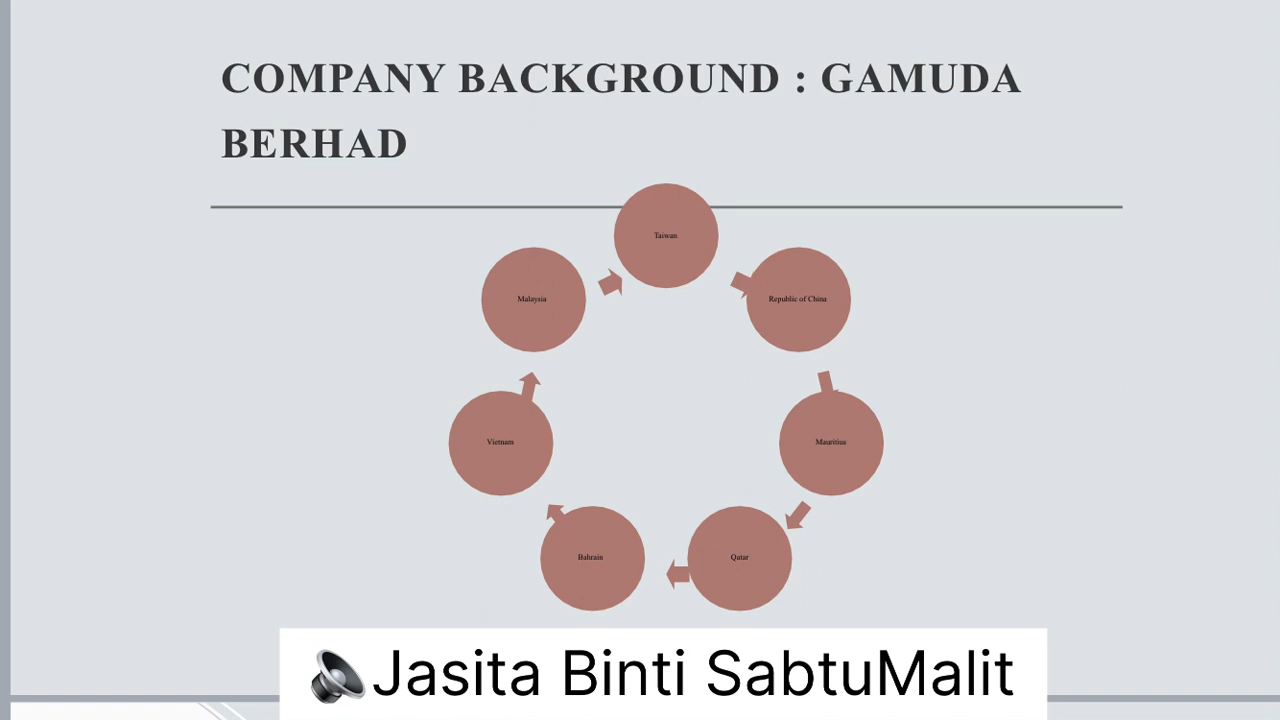 COMPANY BACKGROUND : GAMUDA
BERHAD
Taiwan
Malaysia
Republic of China
Vietnam
Mauritius
Bahrain
Qatar
Jasita Binti SabtuMalit